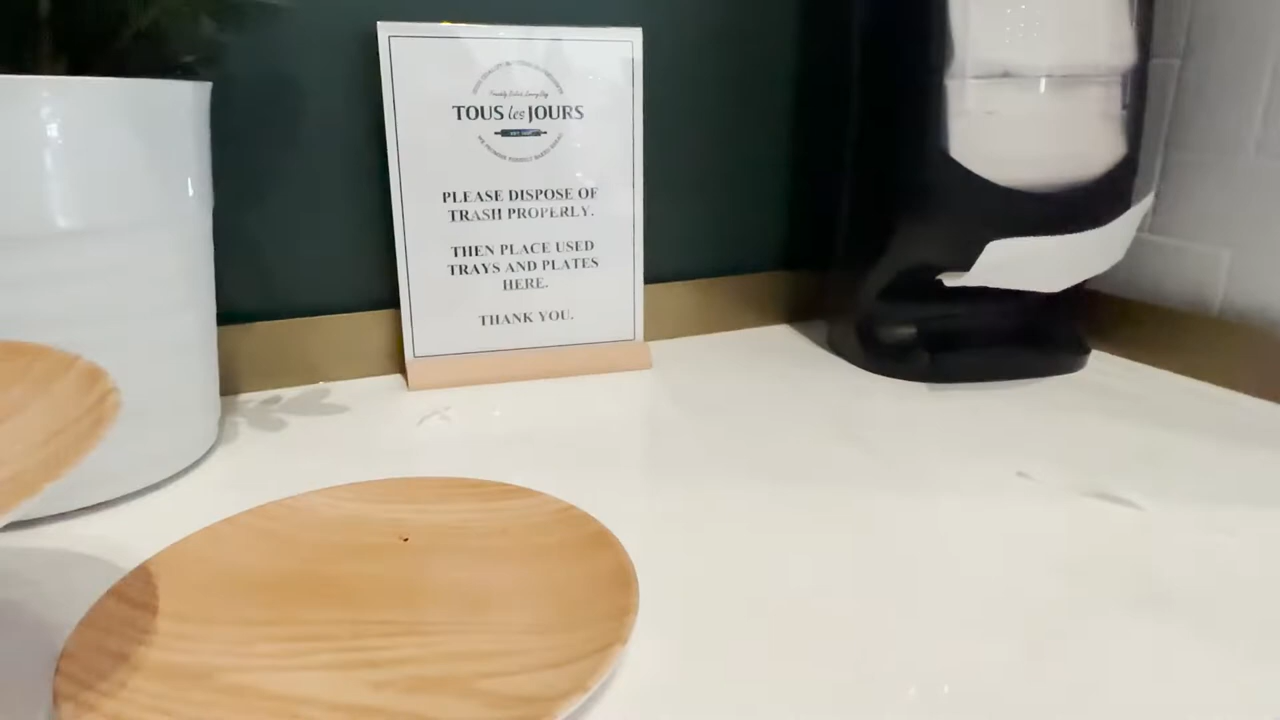 TOUS les JOURS
PLEASE DISPOSE OF
TRASH PROPERLY.
THEN PLACE USED
TRAYS AND PLATES
HERE.
THANK YOU.